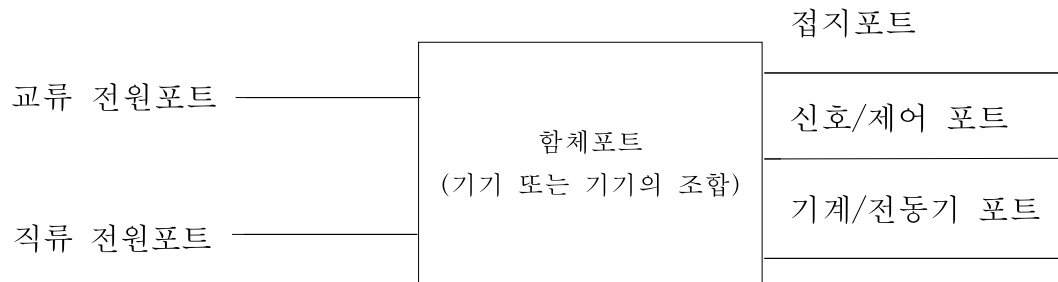 접지포트
교류 전원포트
신호/제어 포트
함체포트
(기기 또는 기기의 조합)
기계/전동기 포트
직류 전원포트